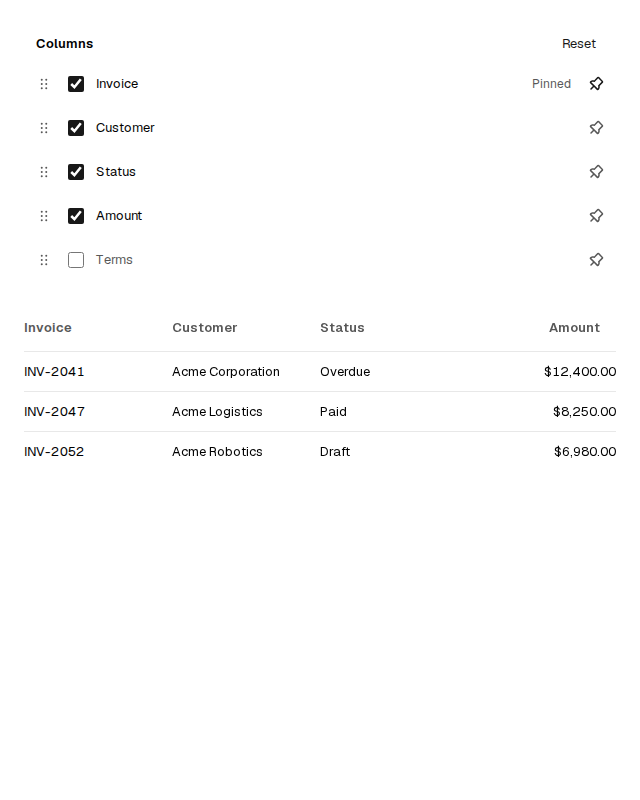 Columns Reset
Invoice Pinned
Customer
Status
Amount
Terms
Invoice Customer Status Amount
INV-2041 Acme Corporation Overdue $12,400.00
INV-2047 Acme Logistics Paid $8,250.00
INV-2052 Acme Robotics Draft $6,980.00